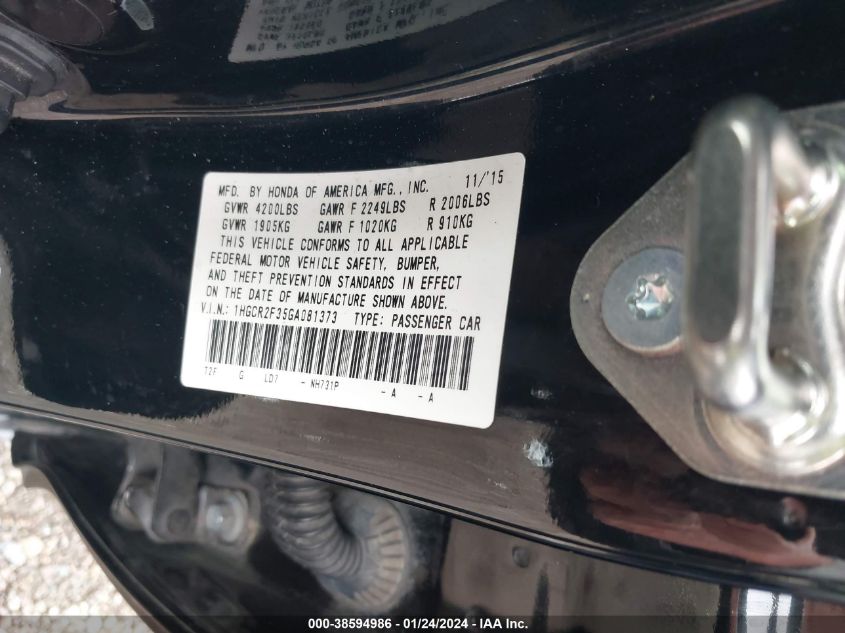 MFD. BY HONDA OF AMERICA MFG., INC. 11/'15
GVWR 4200LBS GAWR F 2249LBS R 2006LBS
GVWR 1905KG GAWR F 1020KG R 910KG
THIS VEHICLE CONFORMS TO ALL APPLICABLE
FEDERAL MOTOR VEHICLE SAFETY, BUMPER,
AND THEFT PREVENTION STANDARDS IN EFFECT
ON THE DATE OF MANUFACTURE SHOWN ABOVE.
V.I.N.: 1HGCR2F35GA081373 TYPE: PASSENGER CAR
T2F G LD7 - NH731P - A - A
000-38594986 - 01/24/2024 - IAA Inc.